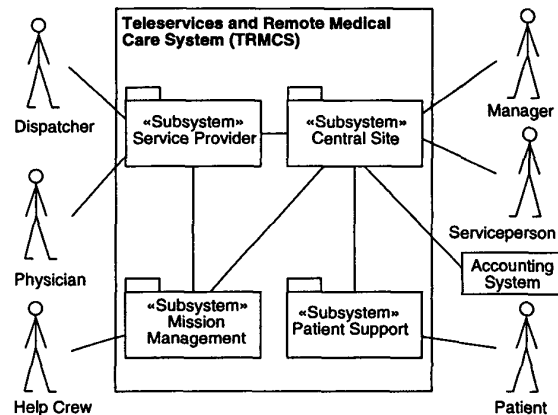 Teleservices and Remote Medical
Care System (TRMCS)
Dispatcher
«Subsystem»
Service Provider
«Subsystem»
Central Site
Manager
Physician
Serviceperson
Accounting
System
«Subsystem»
Mission
Management
«Subsystem»
Patient Support
Help Crew
Patient